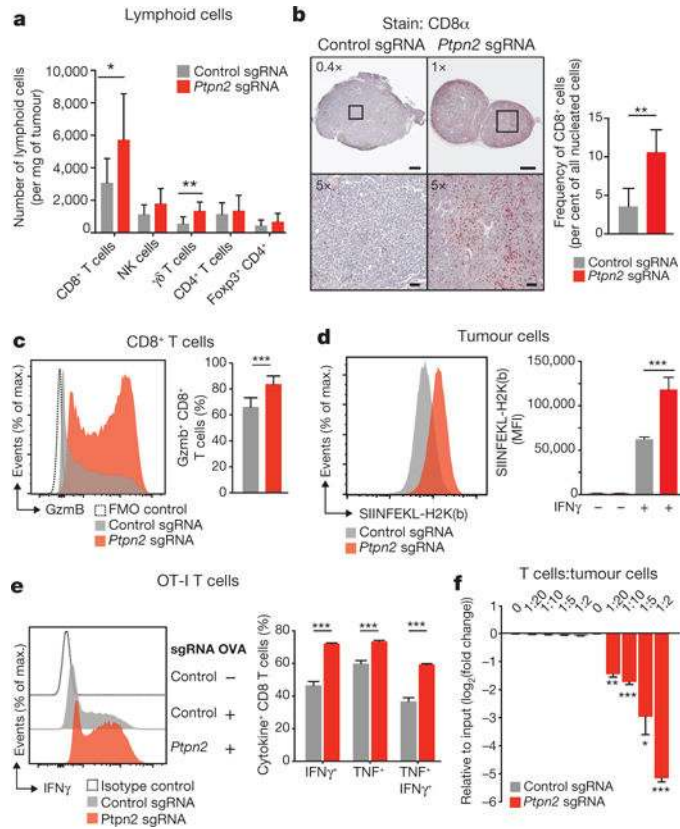 a
Lymphoid cells
Number of lymphoid cells
(per mg of tumour)
10,000
8,000
6,000
4,000
2,000
0
*
**
Control sgRNA
Ptpn2 sgRNA
CD8+ T cells
NK cells
γδ T cells
CD4+ T cells
Foxp3+ CD4+
b
Stain: CD8α
Control sgRNA
Ptpn2 sgRNA
0.4×
1×
5×
5×
Frequency of CD8+ cells
(per cent of all nucleated cells)
15
10
5
0
**
Control sgRNA
Ptpn2 sgRNA
c
CD8+ T cells
Events (% of max.)
GzmB
FMO control
Control sgRNA
Ptpn2 sgRNA
Gzmb+ CD8+
T cells (%)
100
80
60
40
20
0
***
d
Tumour cells
Events (% of max.)
SIINFEKL-H2K(b)
Control sgRNA
Ptpn2 sgRNA
SIINFEKL-H2K(b)
(MFI)
150,000
100,000
50,000
0
***
IFNγ – – + +
e
OT-I T cells
Events (% of max.)
sgRNA OVA
Control –
Control +
Ptpn2 +
IFNγ
Isotype control
Control sgRNA
Ptpn2 sgRNA
Cytokine+ CD8 T cells (%)
80
60
40
20
0
*** *** ***
IFNγ+
TNF+
TNF+
IFNγ+
f
T cells:tumour cells
0 1:20 1:10 1:5 1:2 0 1:20 1:10 1:5 1:2
Relative to input (log2(fold change))
1
0
–1
–2
–3
–4
–5
–6
**
***
*
***
Control sgRNA
Ptpn2 sgRNA